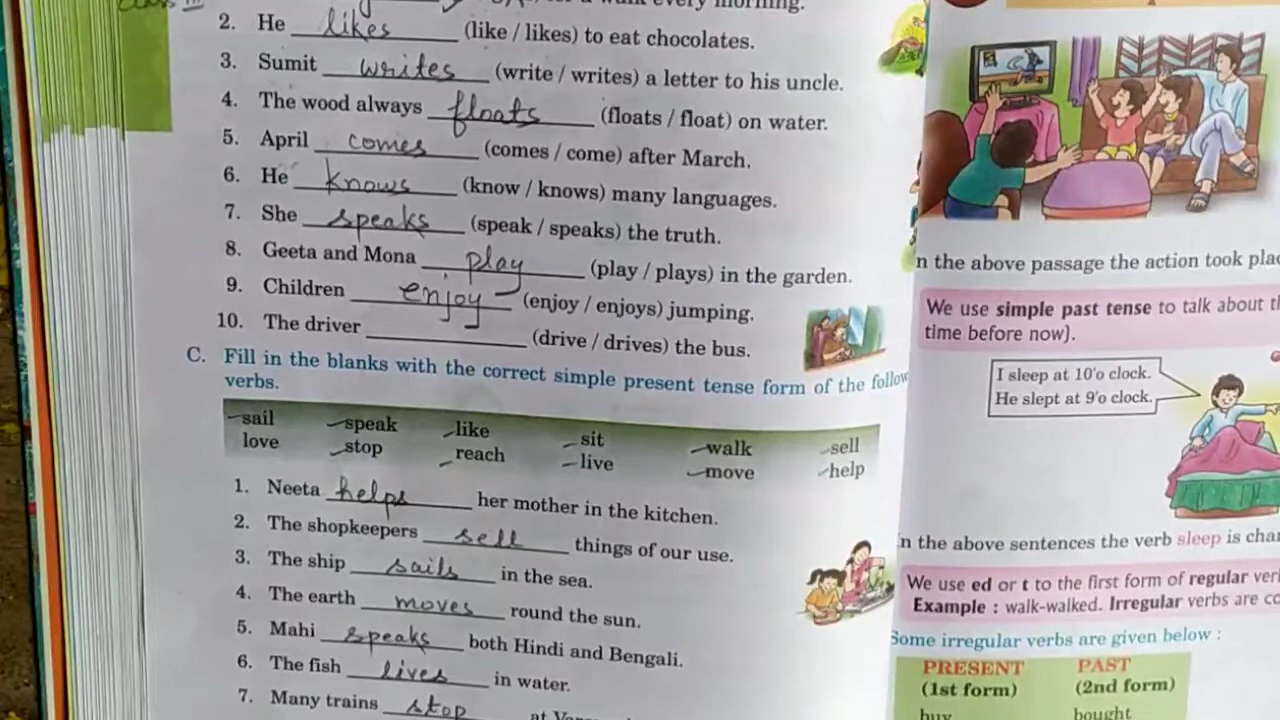 walk every morning.
2. He likes (like / likes) to eat chocolates.
3. Sumit writes (write / writes) a letter to his uncle.
4. The wood always floats (floats / float) on water.
5. April comes (comes / come) after March.
6. He knows (know / knows) many languages.
7. She speaks (speak / speaks) the truth.
8. Geeta and Mona play (play / plays) in the garden.
9. Children enjoy (enjoy / enjoys) jumping.
10. The driver ____________ (drive / drives) the bus.
C. Fill in the blanks with the correct simple present tense form of the follow
verbs.
sail speak like sit walk sell
love stop reach live move help
1. Neeta helps her mother in the kitchen.
2. The shopkeepers sell things of our use.
3. The ship sails in the sea.
4. The earth moves round the sun.
5. Mahi speaks both Hindi and Bengali.
6. The fish lives in water.
7. Many trains stop at
n the above passage the action took plac
We use simple past tense to talk about t
time before now).
I sleep at 10'o clock.
He slept at 9'o clock.
n the above sentences the verb sleep is cha
We use ed or t to the first form of regular ver
Example : walk-walked. Irregular verbs are co
Some irregular verbs are given below :
PRESENT PAST
(1st form) (2nd form)
buy bought